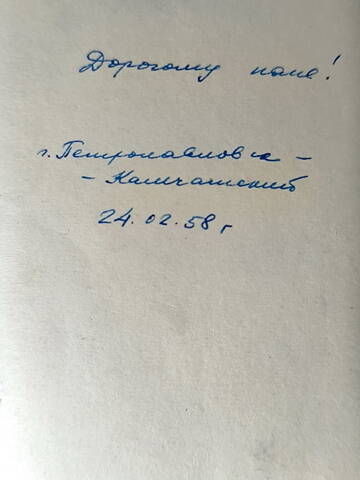 Дорогому папе!
г. Петропавловск -
- Камчатский
24.02.58 г